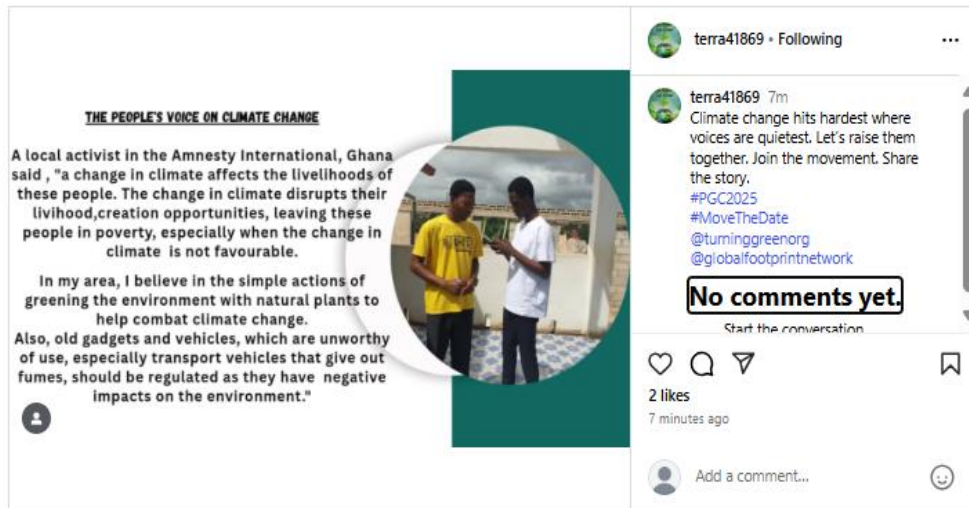 THE PEOPLE'S VOICE ON CLIMATE CHANGE
A local activist in the Amnesty International, Ghana
said , "a change in climate affects the livelihoods of
these people. The change in climate disrupts their
livihood,creation opportunities, leaving these
people in poverty, especially when the change in
climate is not favourable.
In my area, I believe in the simple actions of
greening the environment with natural plants to
help combat climate change.
Also, old gadgets and vehicles, which are unworthy
of use, especially transport vehicles that give out
fumes, should be regulated as they have negative
impacts on the environment."
terra41869 • Following
terra41869 7m
Climate change hits hardest where
voices are quietest. Let's raise them
together. Join the movement. Share
the story.
#PGC2025
#MoveTheDate
@turninggreenorg
@globalfootprintnetwork
No comments yet.
Start the conversation
2 likes
7 minutes ago
Add a comment...